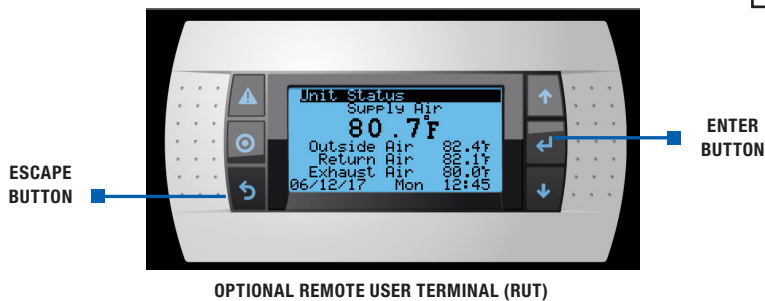 Unit Status
Supply Air
80.7°F
Outside Air 82.4°F
Return Air 82.1°F
Exhaust Air 80.0°F
06/12/17 Mon 12:45
ESCAPE
BUTTON
ENTER
BUTTON
OPTIONAL REMOTE USER TERMINAL (RUT)